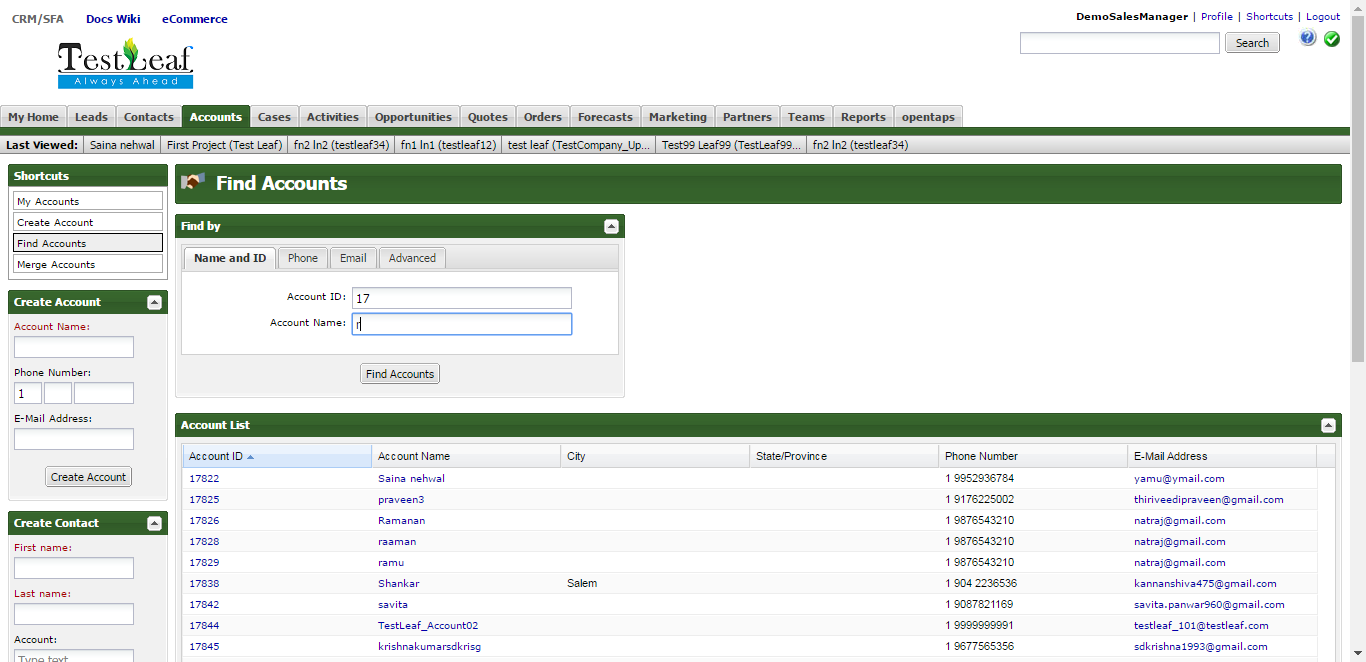 CRM/SFA Docs Wiki eCommerce
DemoSalesManager | Profile | Shortcuts | Logout
TestLeaf
Always Ahead
Search
?
My Home Leads Contacts Accounts Cases Activities Opportunities Quotes Orders Forecasts Marketing Partners Teams Reports opentaps
Last Viewed: Saina nehwal First Project (Test Leaf) fn2 ln2 (testleaf34) fn1 ln1 (testleaf12) test leaf (TestCompany_Up... Test99 Leaf99 (TestLeaf99... fn2 ln2 (testleaf34)
Shortcuts
My Accounts
Create Account
Find Accounts
Merge Accounts
Create Account
Account Name:
Phone Number:
1
E-Mail Address:
Create Account
Create Contact
First name:
Last name:
Account:
Type text
Find Accounts
Find by
Name and ID Phone Email Advanced
Account ID: 17
Account Name: r
Find Accounts
Account List
Account ID Account Name City State/Province Phone Number E-Mail Address
17822 Saina nehwal 1 9952936784 yamu@ymail.com
17825 praveen3 1 9176225002 thiriveedipraveen@gmail.com
17826 Ramanan 1 9876543210 natraj@gmail.com
17828 raaman 1 9876543210 natraj@gmail.com
17829 ramu 1 9876543210 natraj@gmail.com
17838 Shankar Salem 1 904 2236536 kannanshiva475@gmail.com
17842 savita 1 9087821169 savita.panwar960@gmail.com
17844 TestLeaf_Account02 1 9999999991 testleaf_101@testleaf.com
17845 krishnakumarsdkrisg 1 9677565356 sdkrishna1993@gmail.com